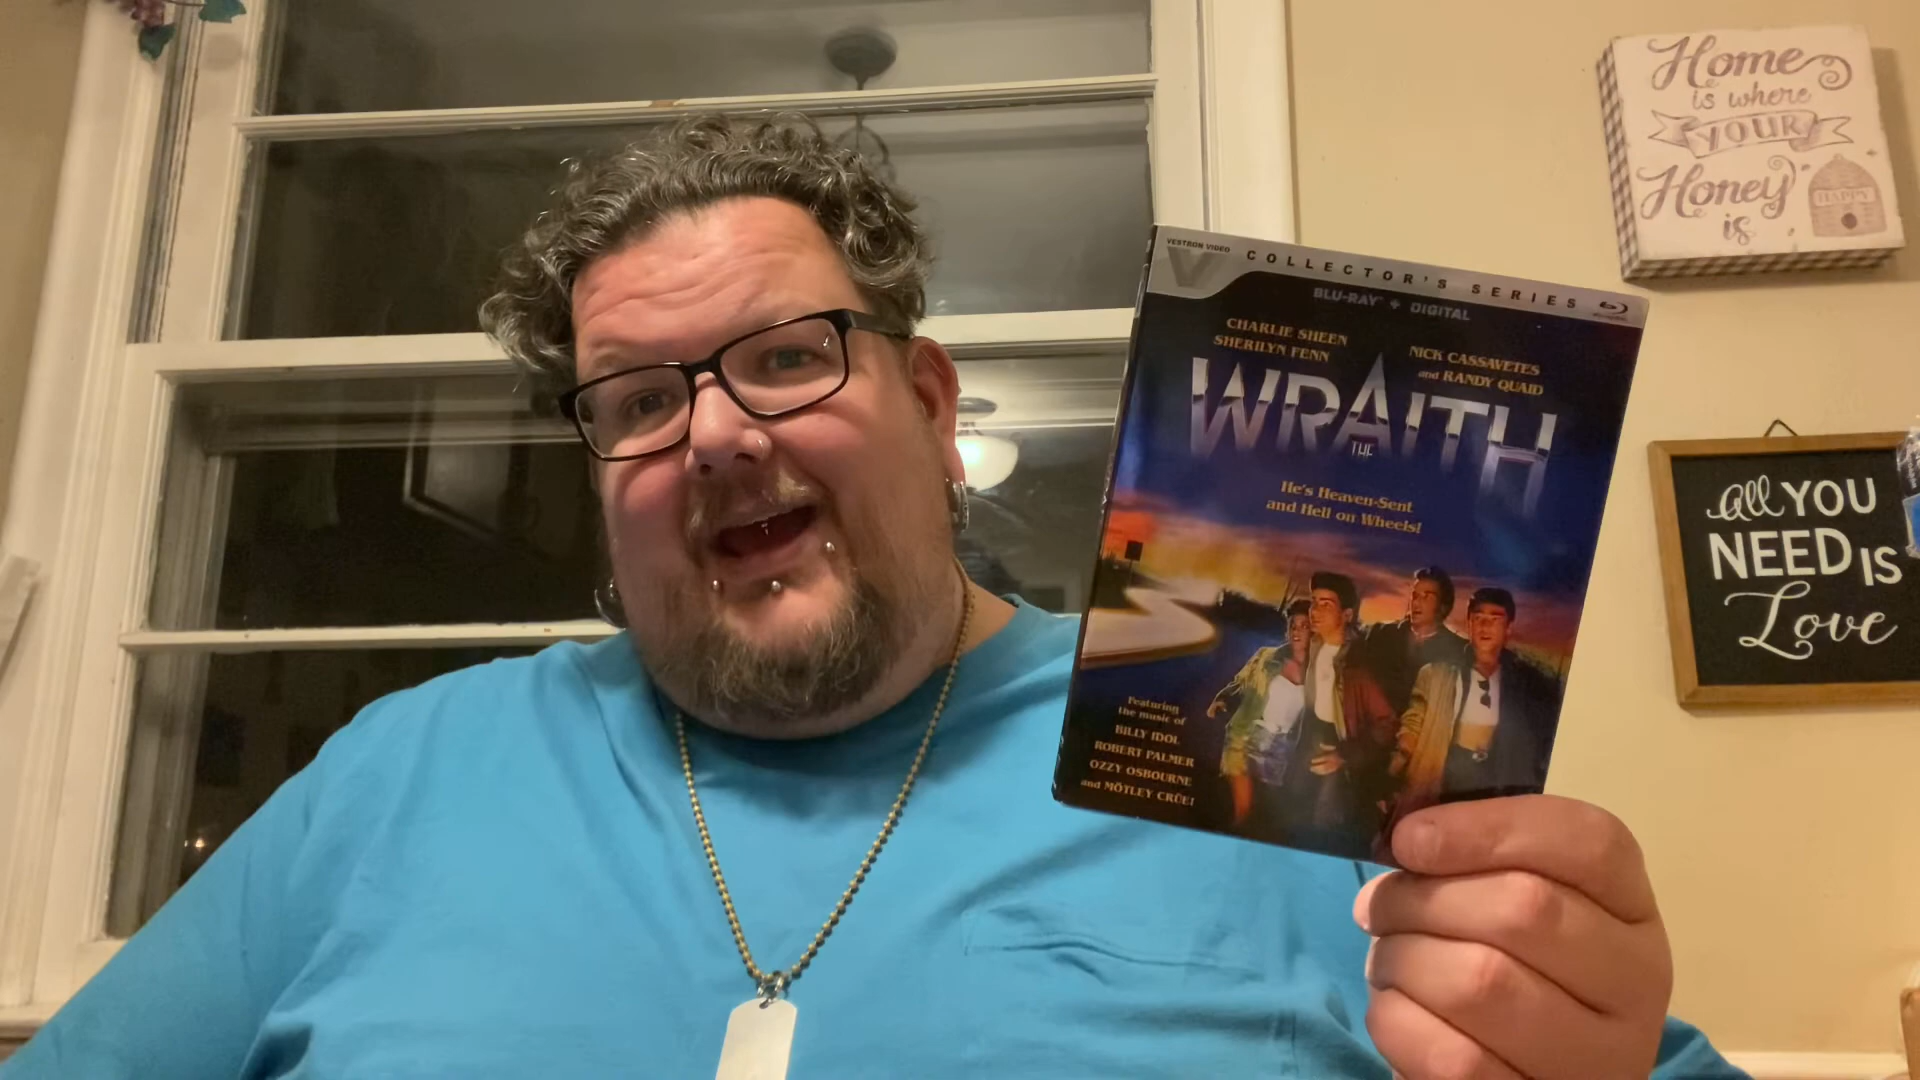 Home
is where
YOUR
Honey
is
HAPPY
VESTRON VIDEO
COLLECTOR'S SERIES
BLU-RAY + DIGITAL
CHARLIE SHEEN
SHERILYN FENN
NICK CASSAVETES
and RANDY QUAID
WRAITH
THE
He's Heaven-Sent
and Hell on Wheels!
Featuring
the music of
BILLY IDOL
ROBERT PALMER
OZZY OSBOURNE
and MÖTLEY CRÜE!
All YOU
NEED IS
Love